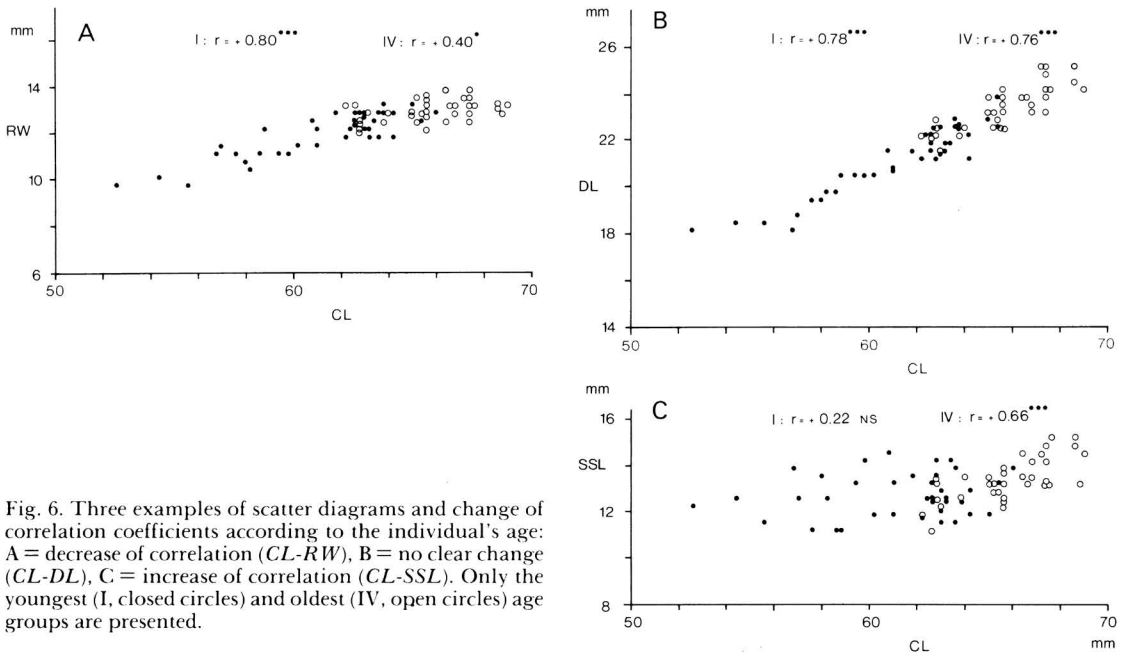 A
mm
I : r = + 0.80•••
IV: r = +0.40•
14
RW
10
6
50
60
70
CL
B
mm
I : r = + 0.78•••
IV: r = +0.76•••
26
22
DL
18
14
50
60
70
CL
C
mm
I : r = + 0.22 NS
IV: r = +0.66•••
16
SSL
12
8
50
60
70
CL
mm
Fig. 6. Three examples of scatter diagrams and change of
correlation coefficients according to the individual's age:
A = decrease of correlation (CL-RW), B = no clear change
(CL-DL), C = increase of correlation (CL-SSL). Only the
youngest (I, closed circles) and oldest (IV, open circles) age
groups are presented.